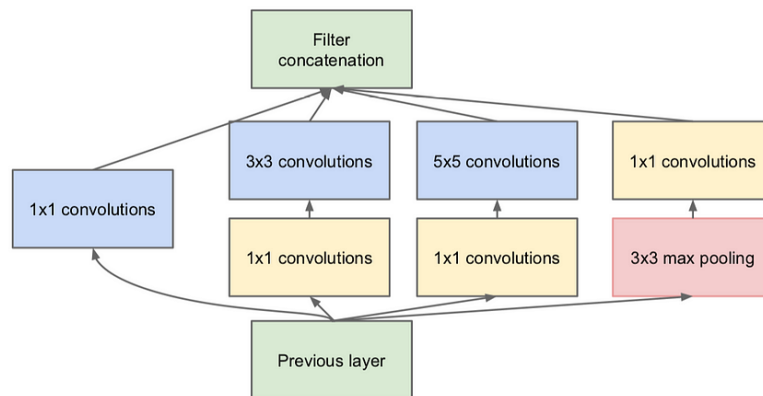 Filter
concatenation
3x3 convolutions
5x5 convolutions
1x1 convolutions
1x1 convolutions
1x1 convolutions
1x1 convolutions
3x3 max pooling
Previous layer